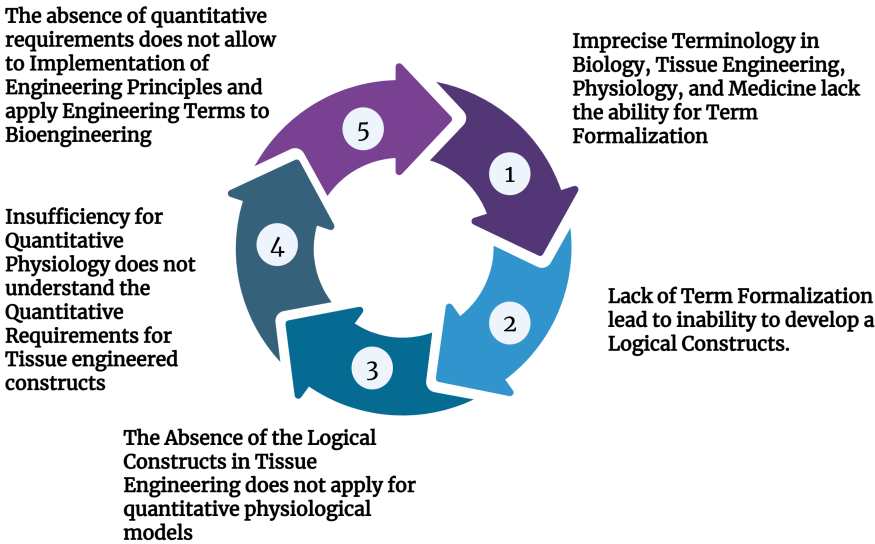 The absence of quantitative
requirements does not allow
to Implementation of
Engineering Principles and
apply Engineering Terms to
Bioengineering
Imprecise Terminology in
Biology, Tissue Engineering,
Physiology, and Medicine lack
the ability for Term
Formalization
5
1
Insufficiency for
Quantitative
Physiology does not
understand the
Quantitative
Requirements for
Tissue engineered
constructs
4
2
Lack of Term Formalization
lead to inability to develop a
Logical Constructs.
3
The Absence of the Logical
Constructs in Tissue
Engineering does not apply for
quantitative physiological
models